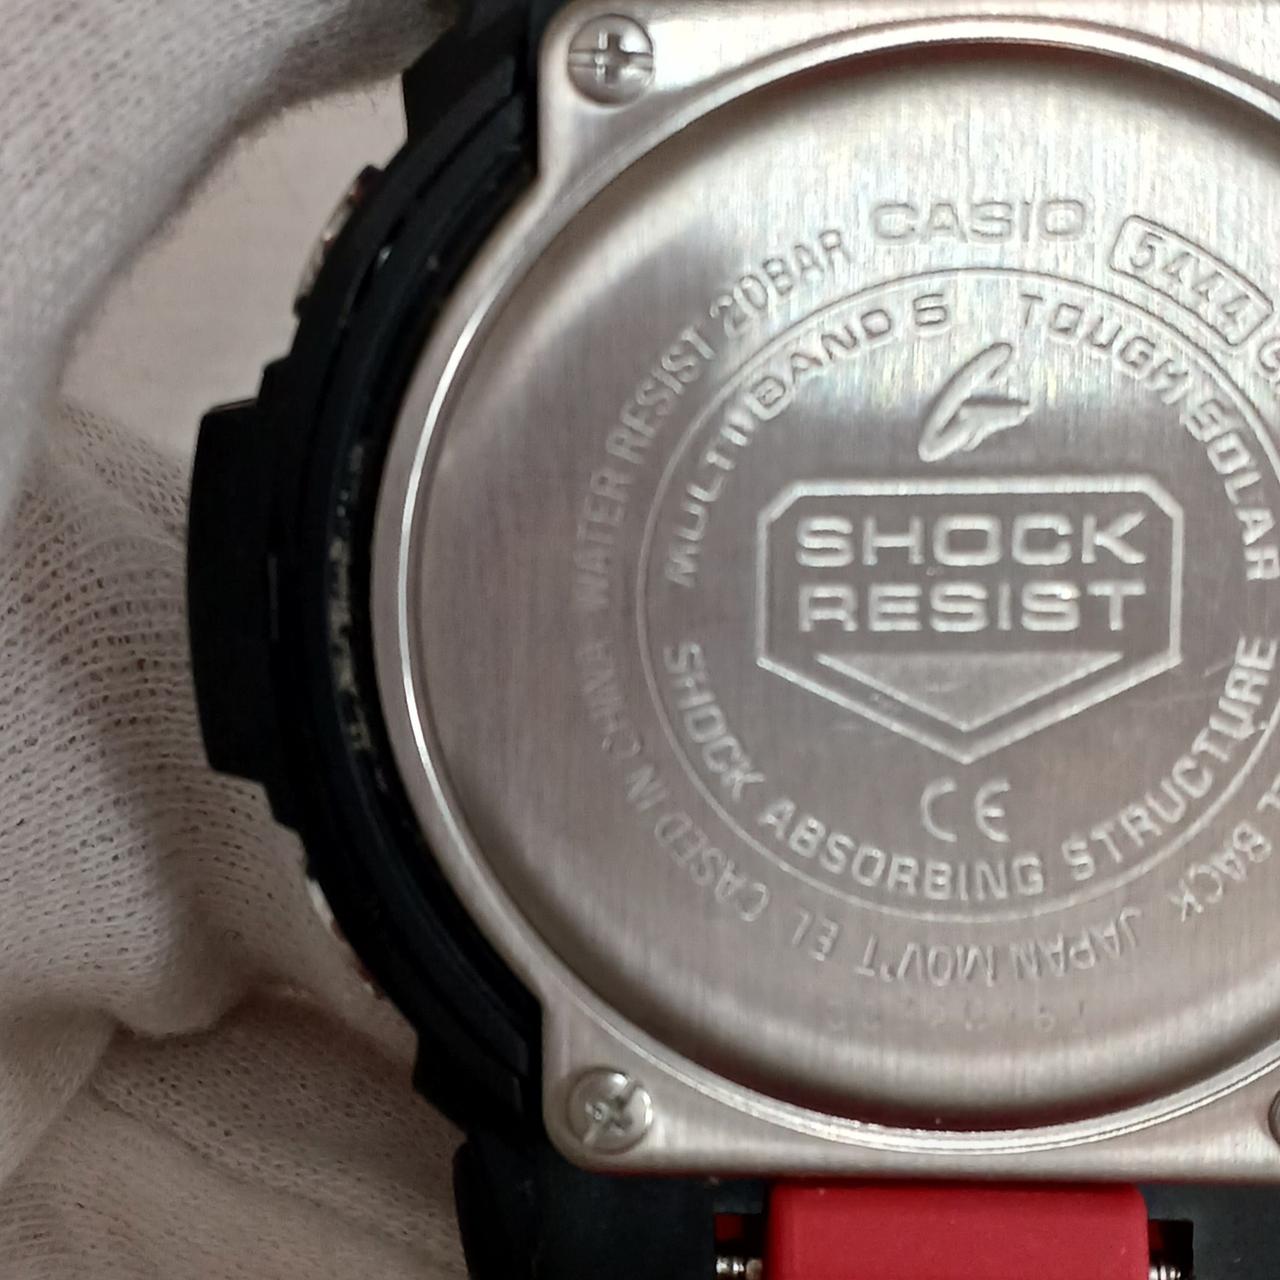 CASIO
5444
WATER RESIST 20BAR
MULTIBAND 6 TOUGH SOLAR
G
SHOCK
RESIST
CE
SHOCK ABSORBING STRUCTURE
BACK JAPAN MOV'T EL CASED IN CHINA